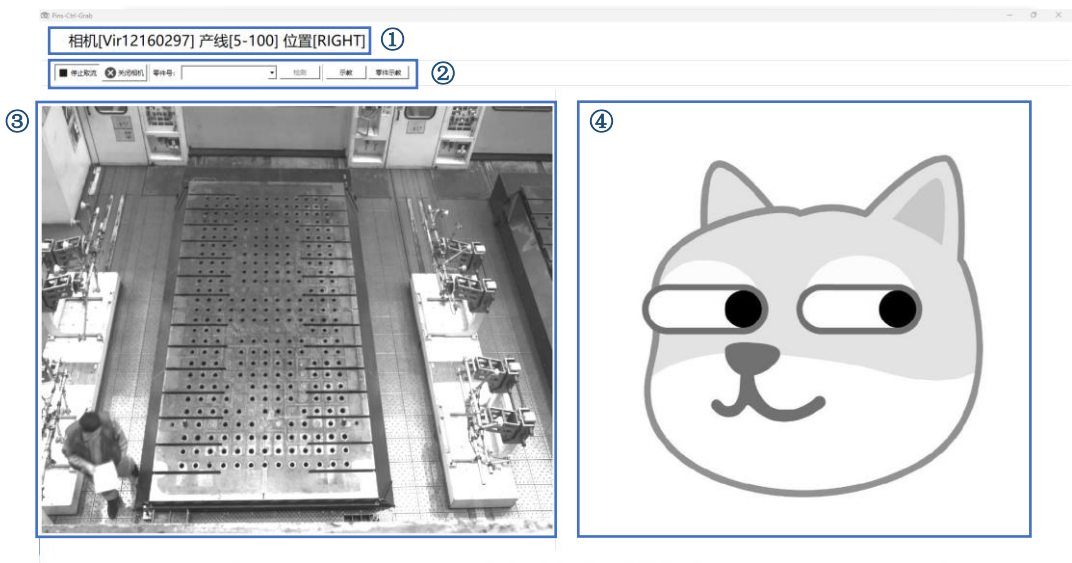 Pins-Ctrl-Grab
相机[Vir12160297] 产线[5-100] 位置[RIGHT]
①
停止取流 关闭相机 零件号: 检测 示教 零件示教
②
③
④